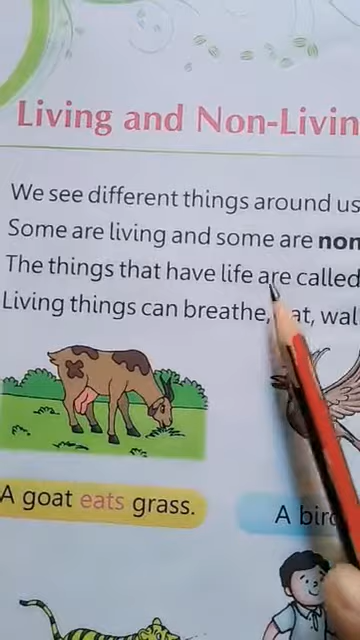 Living and Non-Livin
We see different things around us
Some are living and some are non
The things that have life are called
Living things can breathe, at, wal
A goat eats grass.
A bird